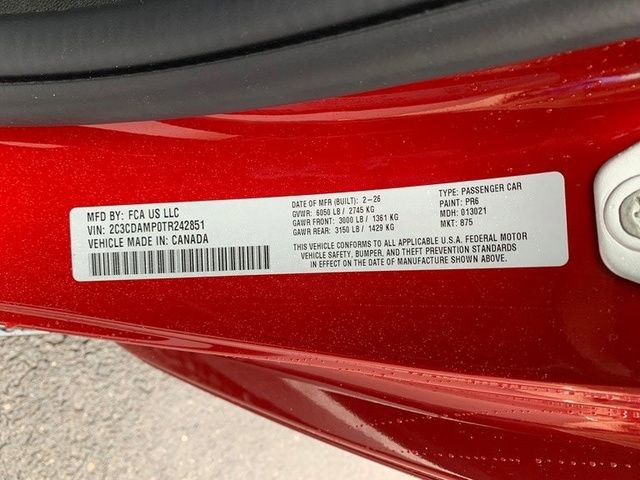 MFD BY: FCA US LLC
VIN: 2C3CDAMP0TR242851
VEHICLE MADE IN: CANADA
DATE OF MFR (BUILT): 2-26
GVWR: 6050 LB / 2745 KG
GAWR FRONT: 3000 LB / 1361 KG
GAWR REAR: 3150 LB / 1429 KG
TYPE: PASSENGER CAR
PAINT: PR6
MDH: 013021
MKT: 875
THIS VEHICLE CONFORMS TO ALL APPLICABLE U.S.A. FEDERAL MOTOR
VEHICLE SAFETY, BUMPER, AND THEFT PREVENTION STANDARDS
IN EFFECT ON THE DATE OF MANUFACTURE SHOWN ABOVE.